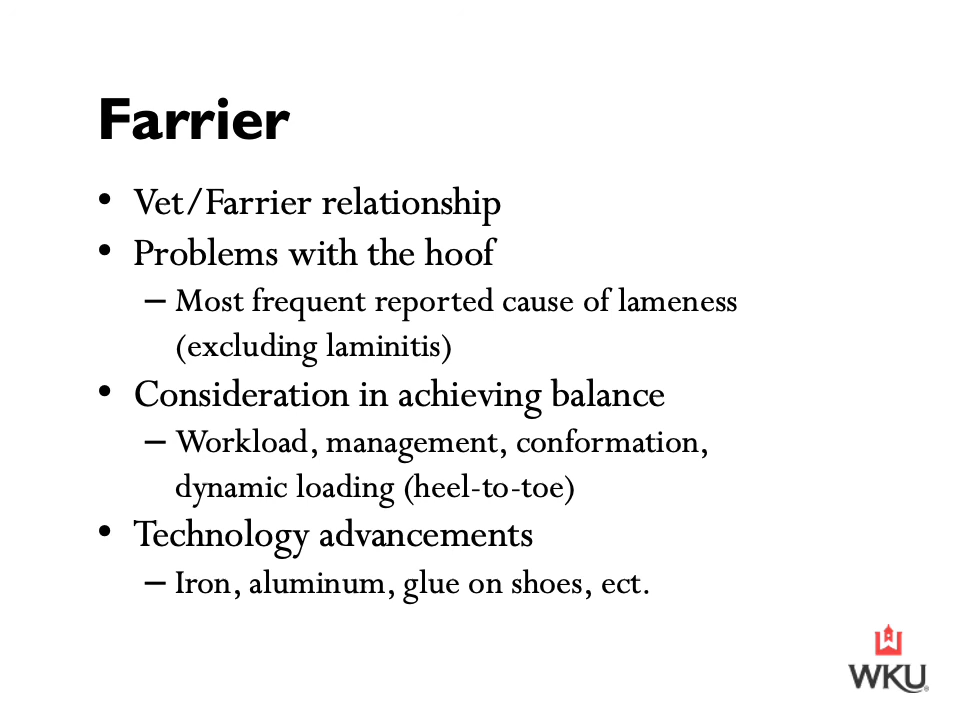 Farrier
• Vet/Farrier relationship
• Problems with the hoof
– Most frequent reported cause of lameness
(excluding laminitis)
• Consideration in achieving balance
– Workload, management, conformation,
dynamic loading (heel-to-toe)
• Technology advancements
– Iron, aluminum, glue on shoes, ect.
WKU®